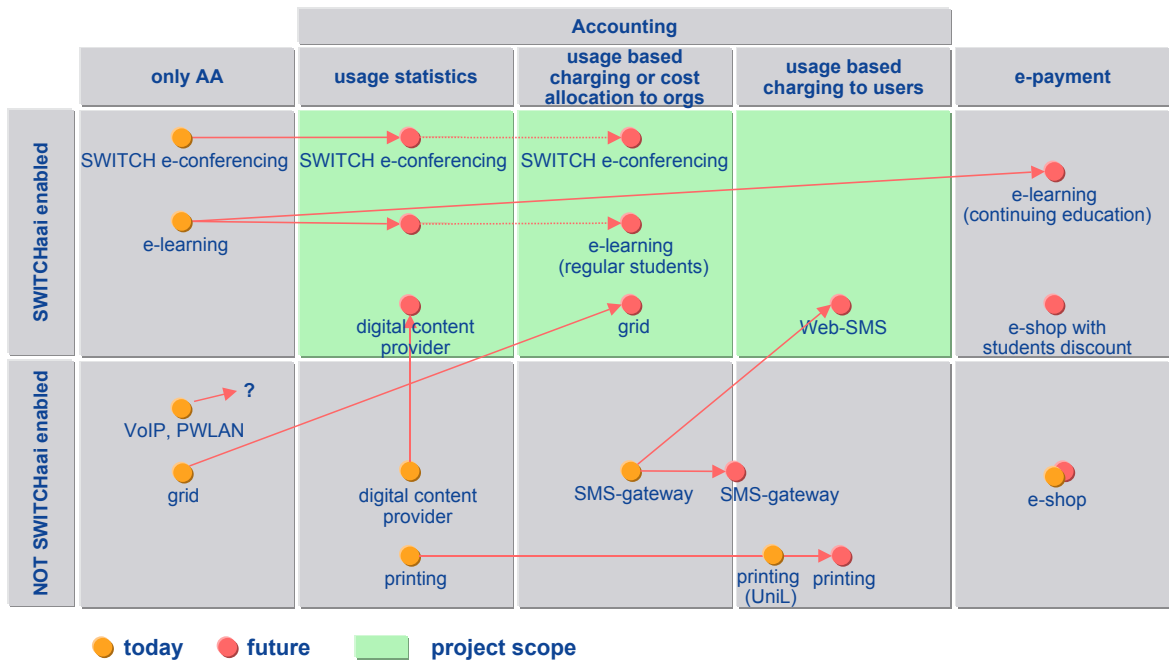 Accounting
only AA
usage statistics
usage based
charging or cost
allocation to orgs
usage based
charging to users
e-payment
SWITCHaai enabled
SWITCH e-conferencing
SWITCH e-conferencing
SWITCH e-conferencing
e-learning
e-learning
(regular students)
e-learning
(continuing education)
digital content
provider
grid
Web-SMS
e-shop with
students discount
NOT SWITCHaai enabled
?
VoIP, PWLAN
grid
digital content
provider
SMS-gateway
SMS-gateway
e-shop
printing
printing
(UniL)
printing
today
future
project scope